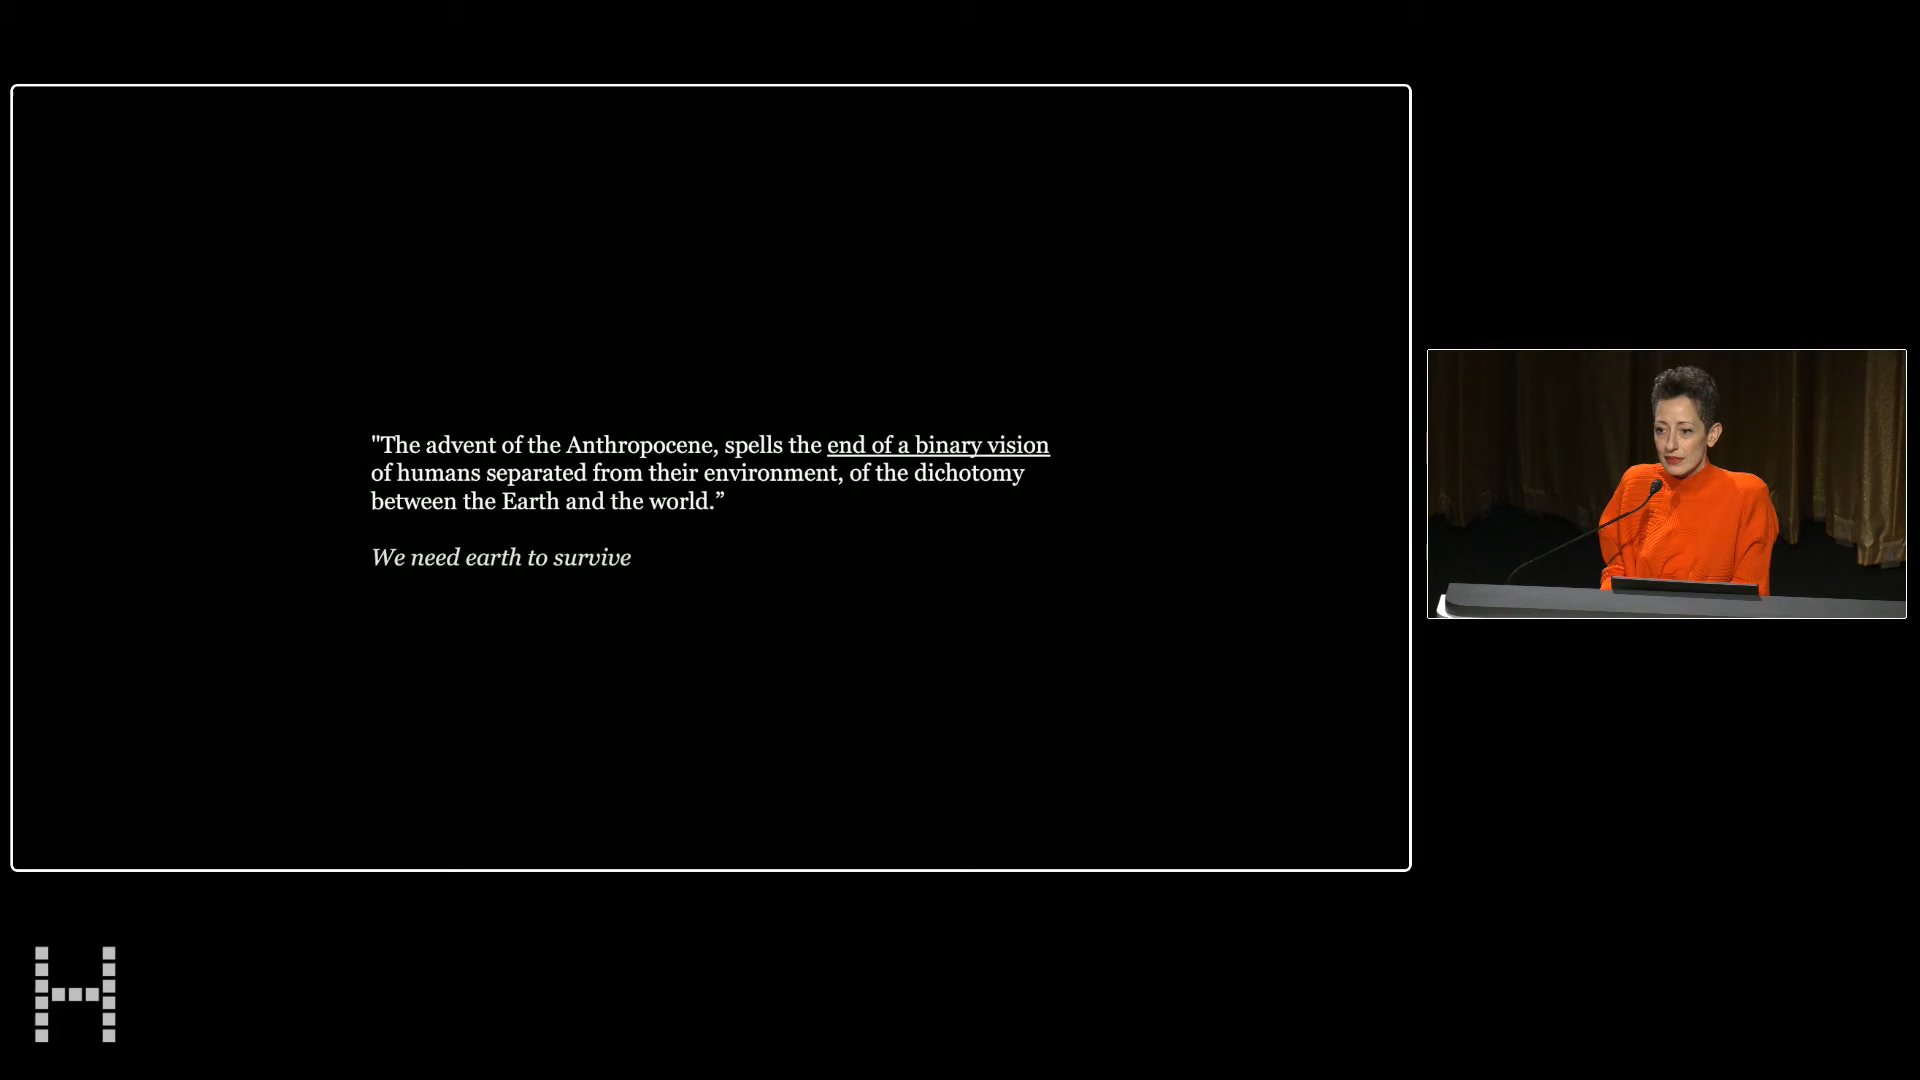 "The advent of the Anthropocene, spells the end of a binary vision
of humans separated from their environment, of the dichotomy
between the Earth and the world.”
We need earth to survive
H